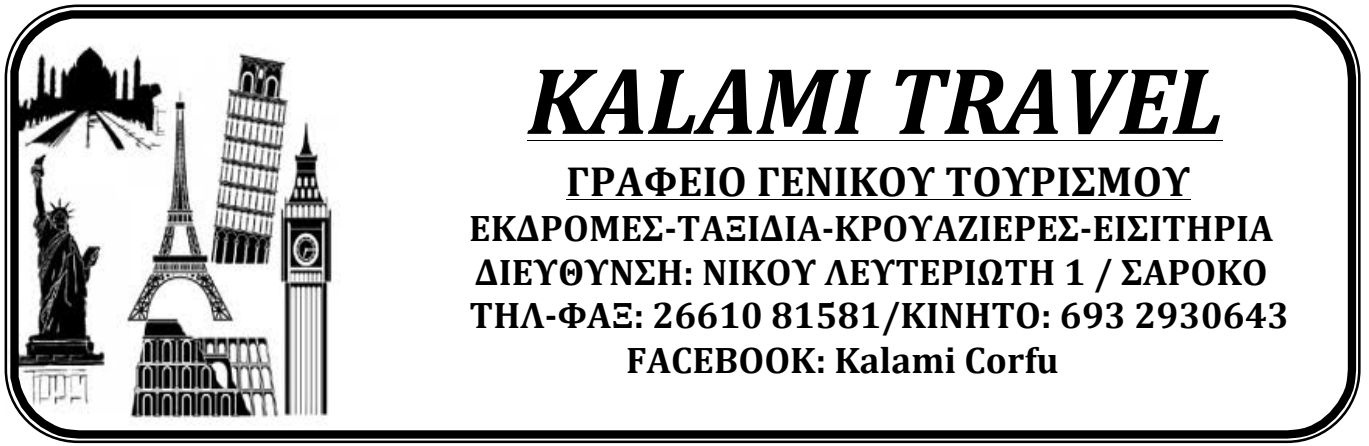 KALAMI TRAVEL
ΓΡΑΦΕΙΟ ΓΕΝΙΚΟΥ ΤΟΥΡΙΣΜΟΥ
ΕΚΔΡΟΜΕΣ-ΤΑΞΙΔΙΑ-ΚΡΟΥΑΖΙΕΡΕΣ-ΕΙΣΙΤΗΡΙΑ
ΔΙΕΥΘΥΝΣΗ: ΝΙΚΟΥ ΛΕΥΤΕΡΙΩΤΗ 1 / ΣΑΡΟΚΟ
ΤΗΛ-ΦΑΞ: 26610 81581/ΚΙΝΗΤΟ: 693 2930643
FACEBOOK: Kalami Corfu